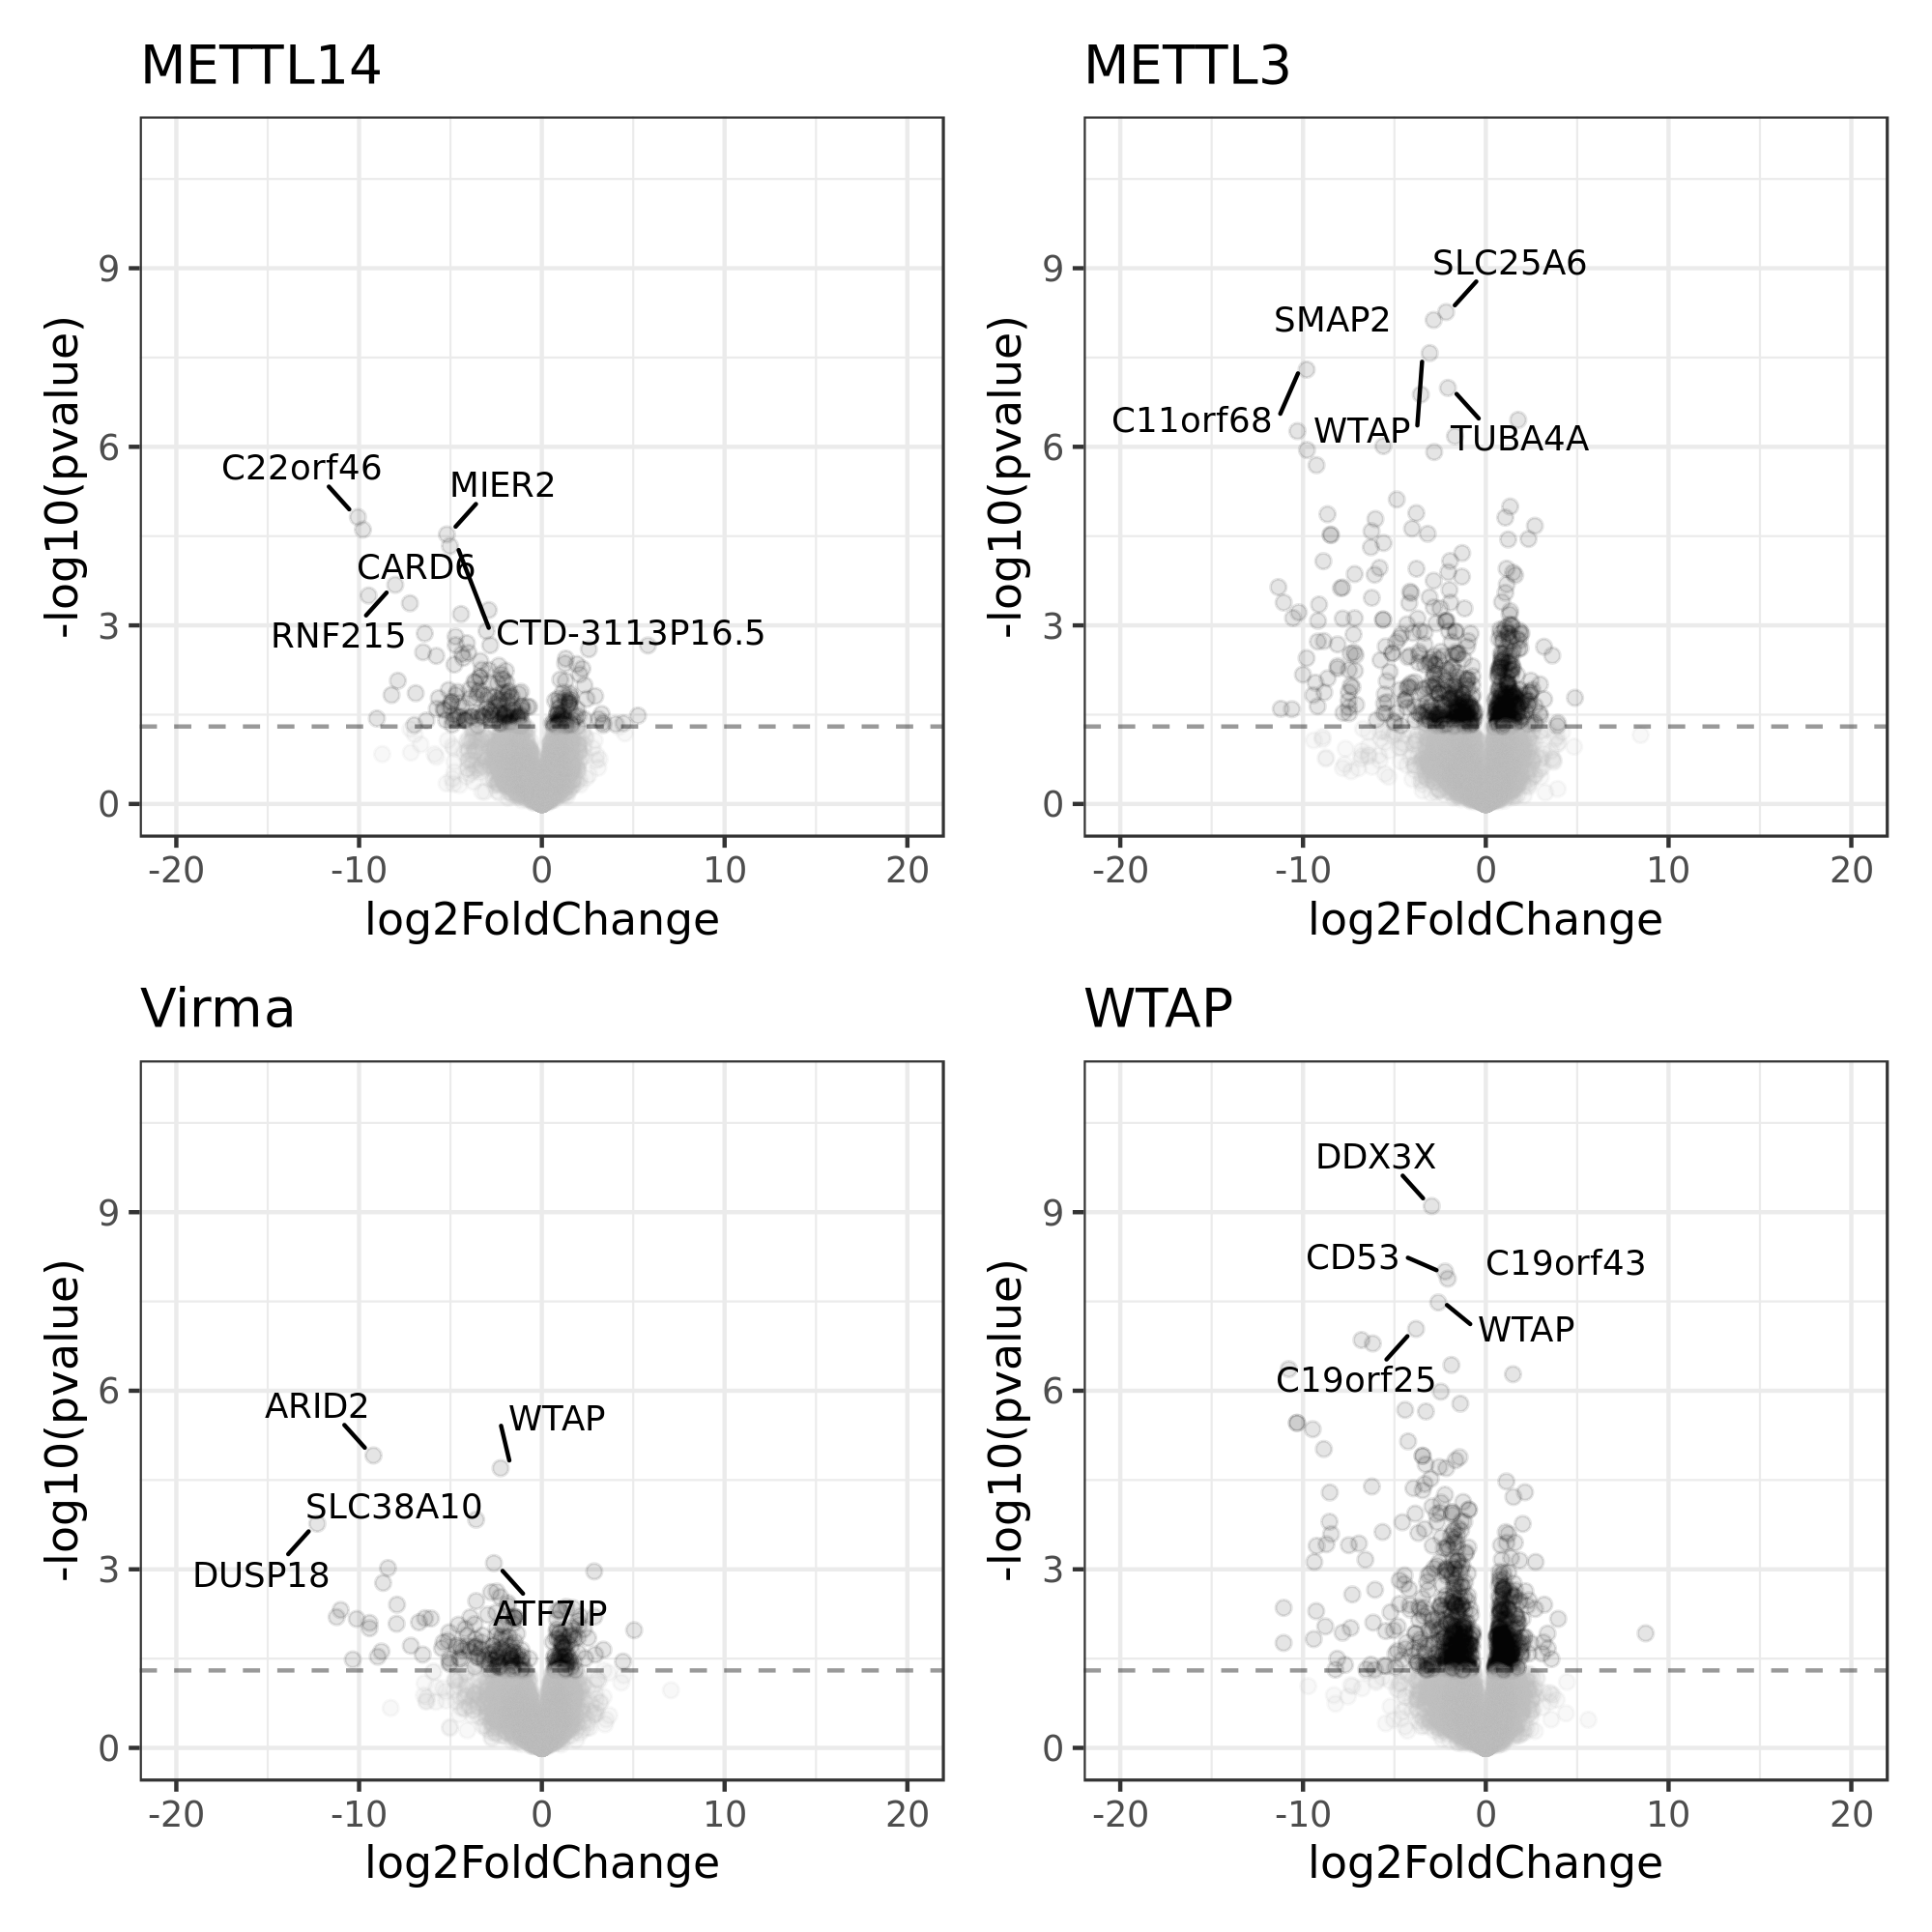 METTL14
-log10(pvalue)
9
6
3
0
C22orf46
MIER2
CARD6
RNF215
CTD-3113P16.5
-20 -10 0 10 20
log2FoldChange
METTL3
-log10(pvalue)
9
6
3
0
SLC25A6
SMAP2
C11orf68
WTAP
TUBA4A
-20 -10 0 10 20
log2FoldChange
Virma
-log10(pvalue)
9
6
3
0
ARID2
WTAP
SLC38A10
DUSP18
ATF7IP
-20 -10 0 10 20
log2FoldChange
WTAP
-log10(pvalue)
9
6
3
0
DDX3X
CD53
C19orf43
WTAP
C19orf25
-20 -10 0 10 20
log2FoldChange